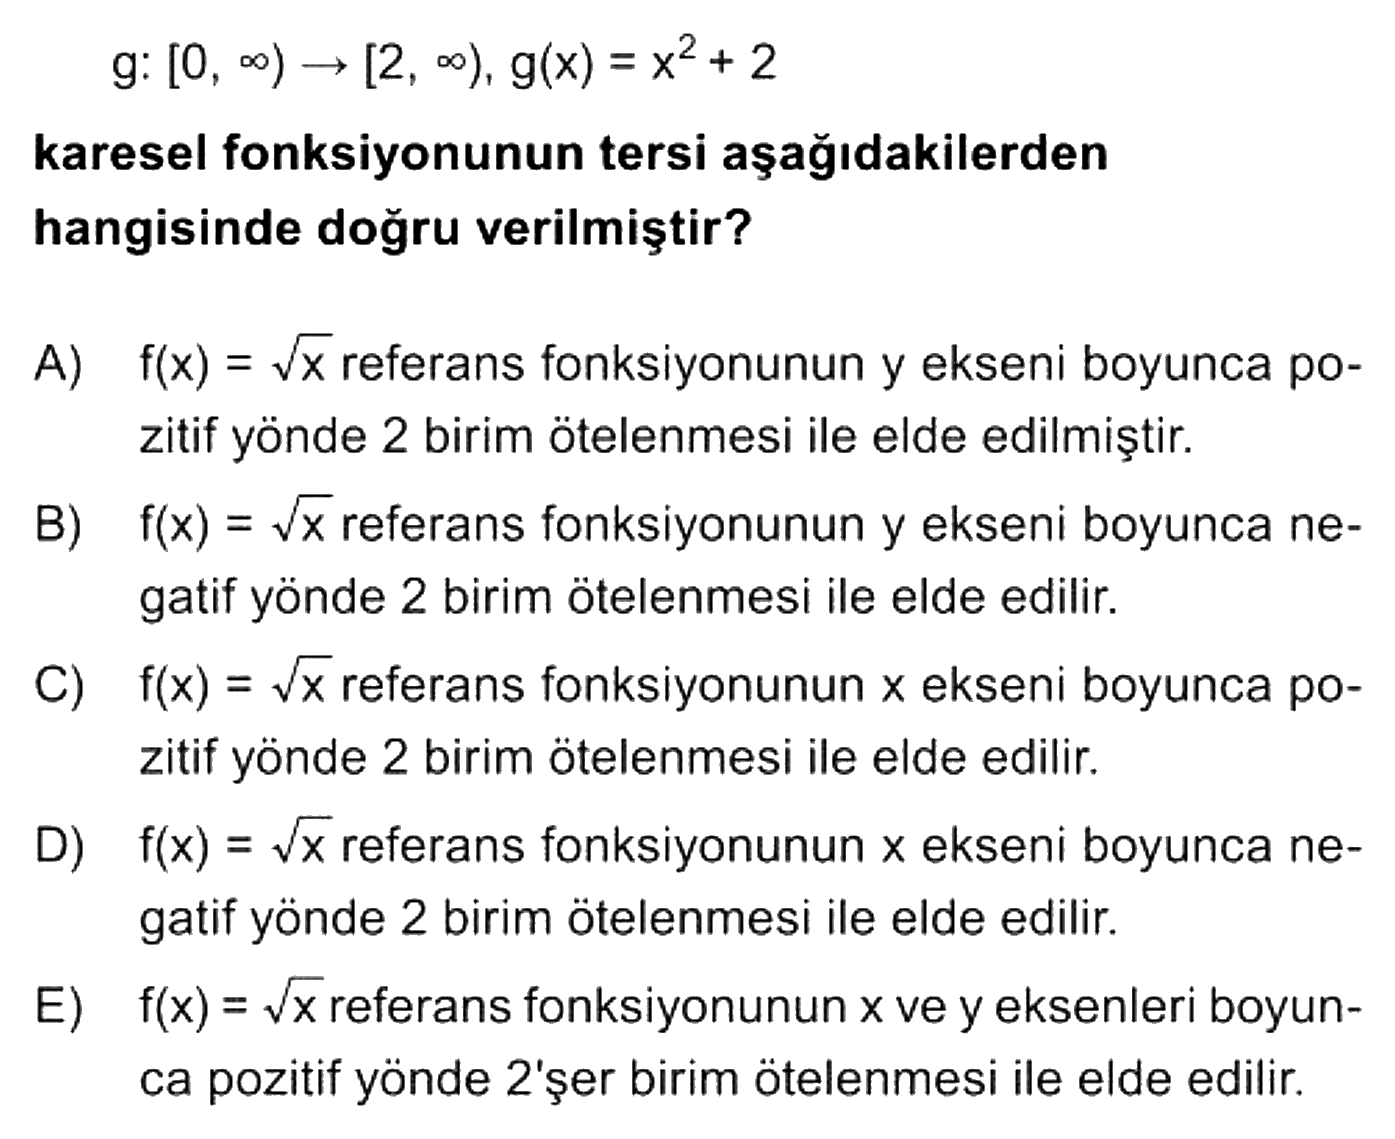 g: [0, ∞) → [2, ∞), g(x) = x² + 2
karesel fonksiyonunun tersi aşağıdakilerden
hangisinde doğru verilmiştir?
A) f(x) = √x referans fonksiyonunun y ekseni boyunca po-
zitif yönde 2 birim ötelenmesi ile elde edilmiştir.
B) f(x) = √x referans fonksiyonunun y ekseni boyunca ne-
gatif yönde 2 birim ötelenmesi ile elde edilir.
C) f(x) = √x referans fonksiyonunun x ekseni boyunca po-
zitif yönde 2 birim ötelenmesi ile elde edilir.
D) f(x) = √x referans fonksiyonunun x ekseni boyunca ne-
gatif yönde 2 birim ötelenmesi ile elde edilir.
E) f(x) = √x referans fonksiyonunun x ve y eksenleri boyun-
ca pozitif yönde 2'şer birim ötelenmesi ile elde edilir.